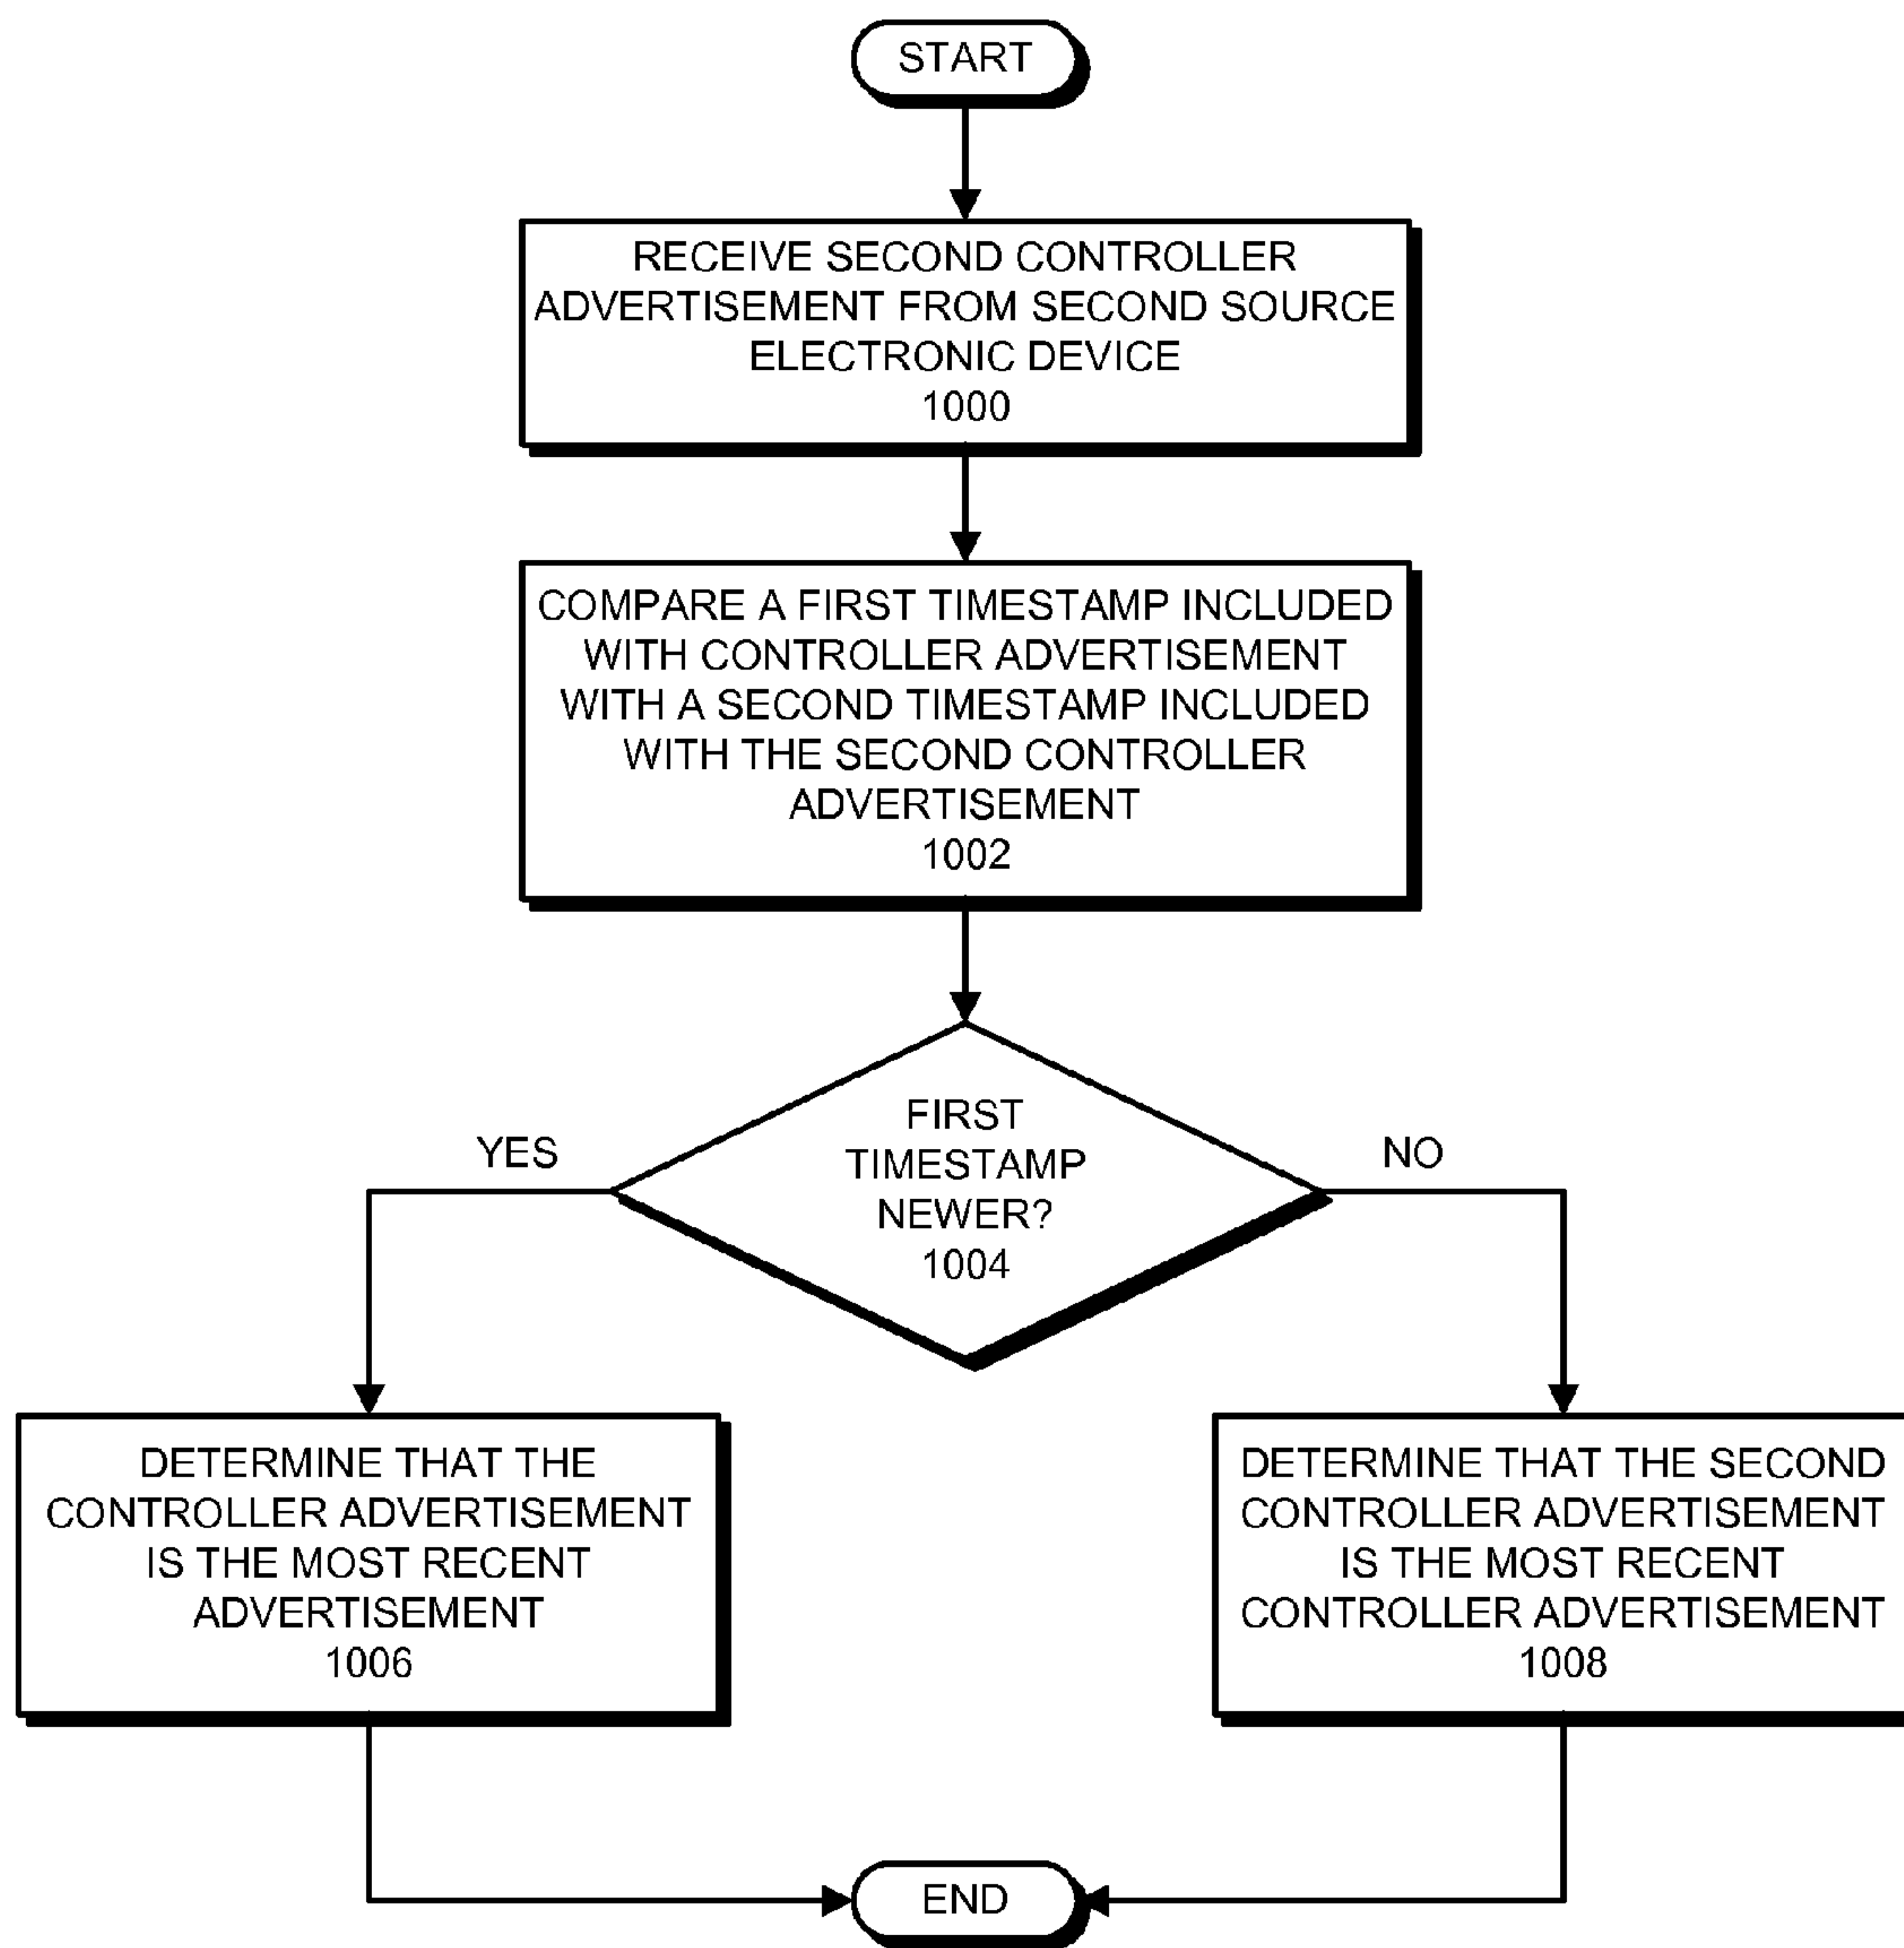 START
RECEIVE SECOND CONTROLLER
ADVERTISEMENT FROM SECOND SOURCE
ELECTRONIC DEVICE
1000
COMPARE A FIRST TIMESTAMP INCLUDED
WITH CONTROLLER ADVERTISEMENT
WITH A SECOND TIMESTAMP INCLUDED
WITH THE SECOND CONTROLLER
ADVERTISEMENT
1002
FIRST
TIMESTAMP
NEWER?
1004
YES
NO
DETERMINE THAT THE
CONTROLLER ADVERTISEMENT
IS THE MOST RECENT
ADVERTISEMENT
1006
DETERMINE THAT THE SECOND
CONTROLLER ADVERTISEMENT
IS THE MOST RECENT
CONTROLLER ADVERTISEMENT
1008
END